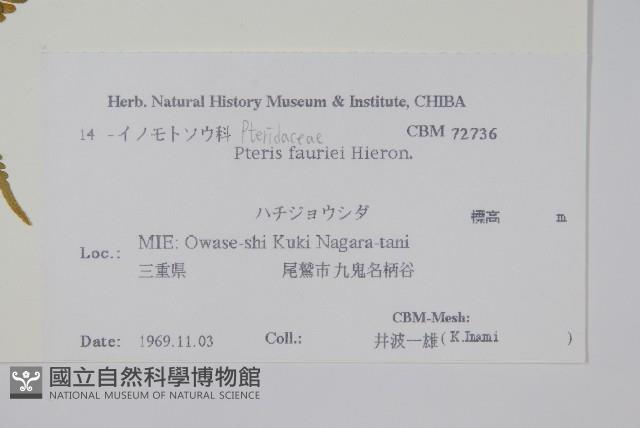 Herb. Natural History Museum & Institute, CHIBA
14 -イノモトソウ科 Pteridaceae CBM 72736
Pteris fauriei Hieron.
ハチジョウシダ 標高 m
Loc.: MIE: Owase-shi Kuki Nagara-tani
三重県 尾鷲市九鬼名柄谷
CBM-Mesh:
Date: 1969.11.03 Coll.: 井波一雄(K.Inami )
國立自然科學博物館
NATIONAL MUSEUM OF NATURAL SCIENCE